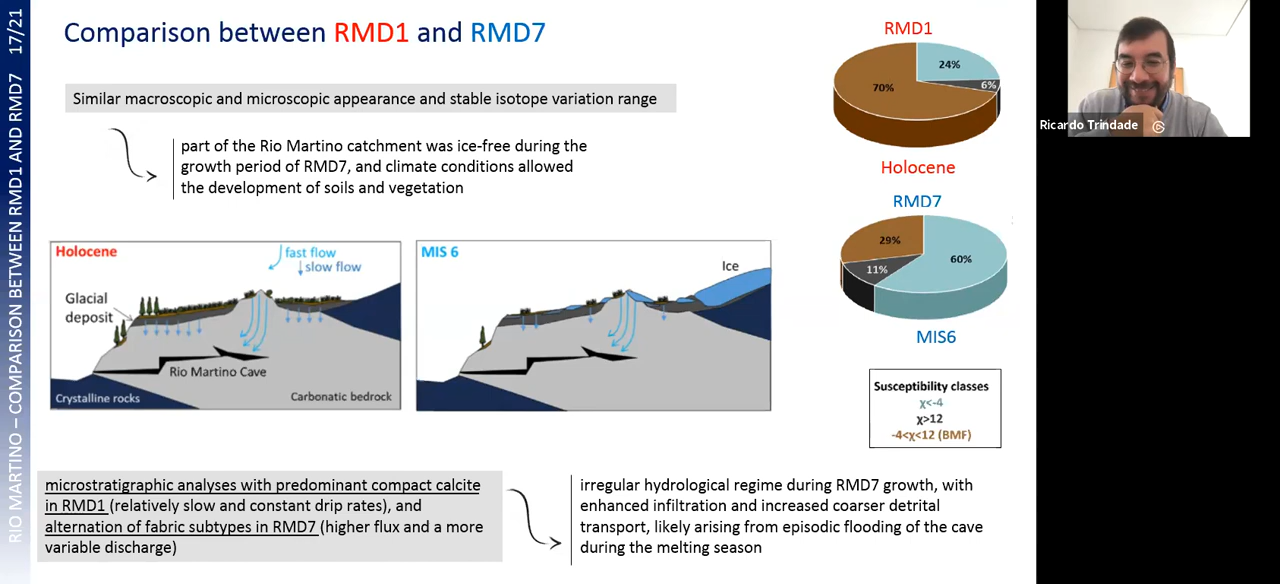 RIO MARTINO – COMPARISON BETWEEN RMD1 AND RMD7 17/21
Comparison between RMD1 and RMD7
Similar macroscopic and microscopic appearance and stable isotope variation range
part of the Rio Martino catchment was ice-free during the
growth period of RMD7, and climate conditions allowed
the development of soils and vegetation
RMD1
24%
6%
70%
Holocene
RMD7
29%
60%
11%
MIS6
Holocene
fast flow
slow flow
Glacial
deposit
Rio Martino Cave
Crystalline rocks
Carbonatic bedrock
MIS 6
Ice
Susceptibility classes
χ<-4
χ>12
-4<χ<12 (BMF)
microstratigraphic analyses with predominant compact calcite
in RMD1 (relatively slow and constant drip rates), and
alternation of fabric subtypes in RMD7 (higher flux and a more
variable discharge)
irregular hydrological regime during RMD7 growth, with
enhanced infiltration and increased coarser detrital
transport, likely arising from episodic flooding of the cave
during the melting season
Ricardo Trindade